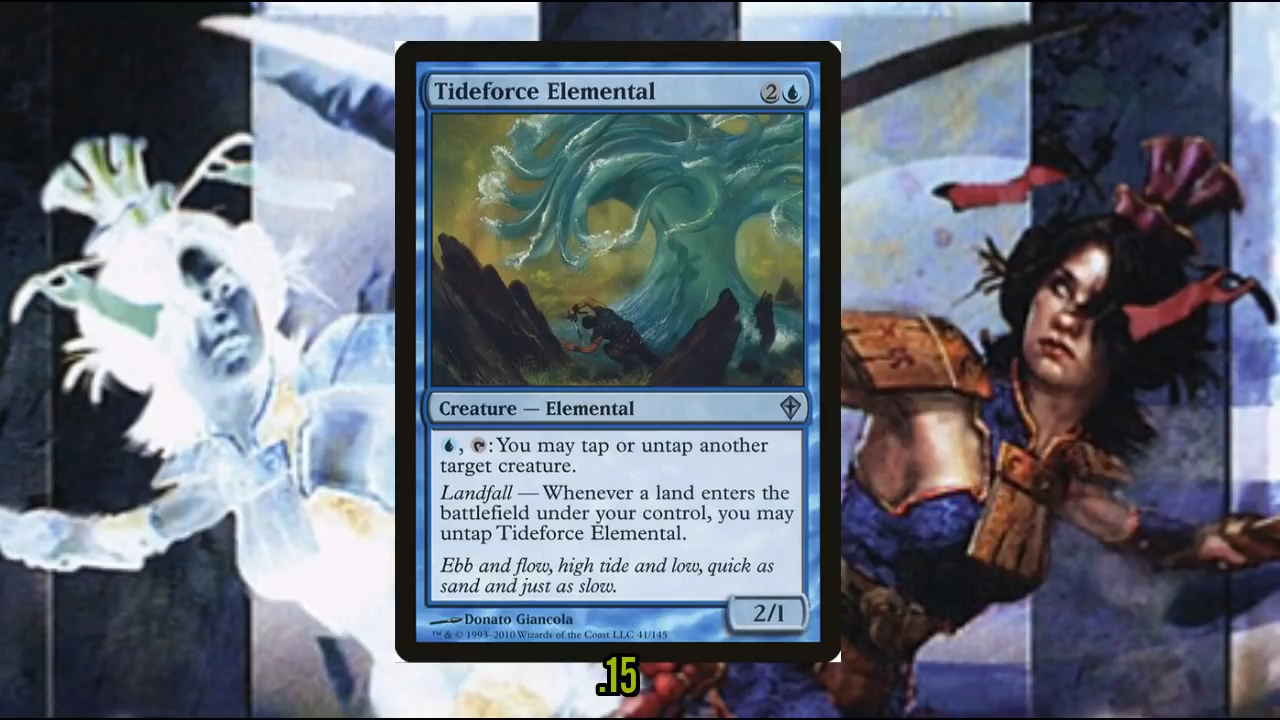 Tideforce Elemental 2
Creature — Elemental
, : You may tap or untap another
target creature.
Landfall — Whenever a land enters the
battlefield under your control, you may
untap Tideforce Elemental.
Ebb and flow, high tide and low, quick as
sand and just as slow.
2/1
Donato Giancola
™ & © 1993–2010 Wizards of the Coast LLC 41/145
.15